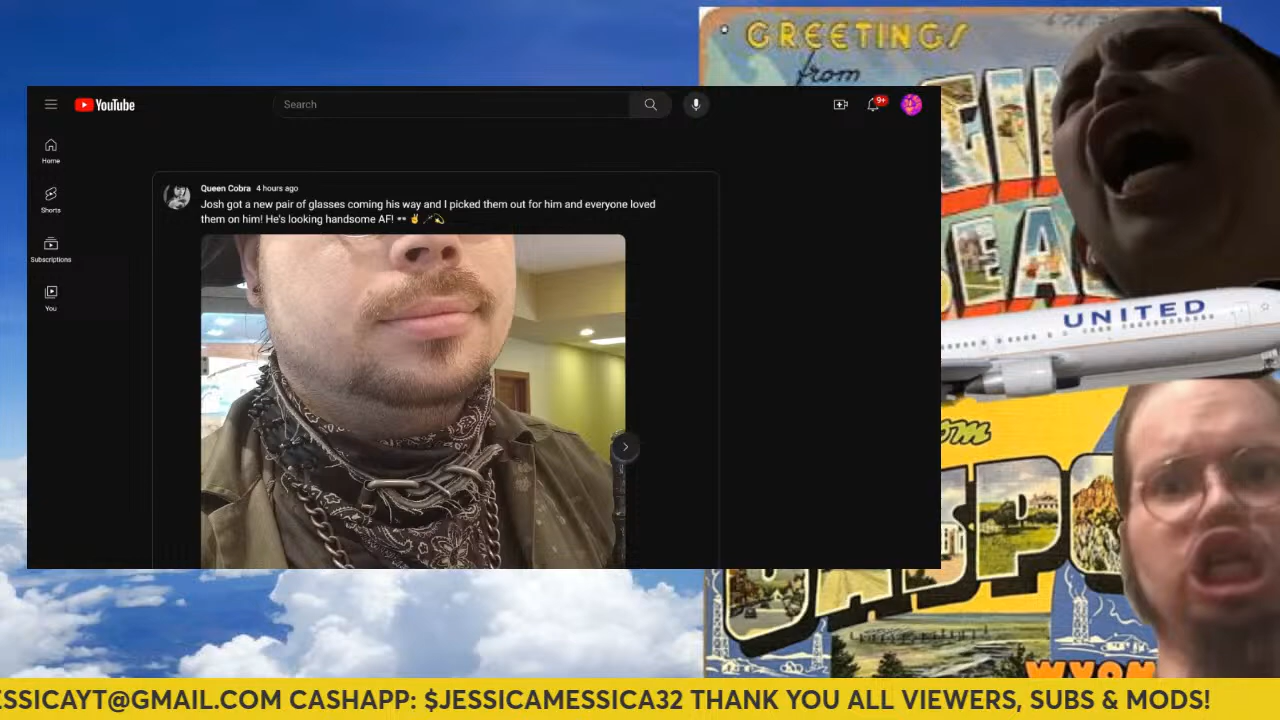 GREETINGS
from
YouTube
Search
9+
Home
Queen Cobra 4 hours ago
Josh got a new pair of glasses coming his way and I picked them out for him and everyone loved
them on him! He's looking handsome AF! 🕶️✌️
Shorts
Subscriptions
You
UNITED
ESSICAYT@GMAIL.COM CASHAPP: $JESSICAMESSICA32 THANK YOU ALL VIEWERS, SUBS & MODS!